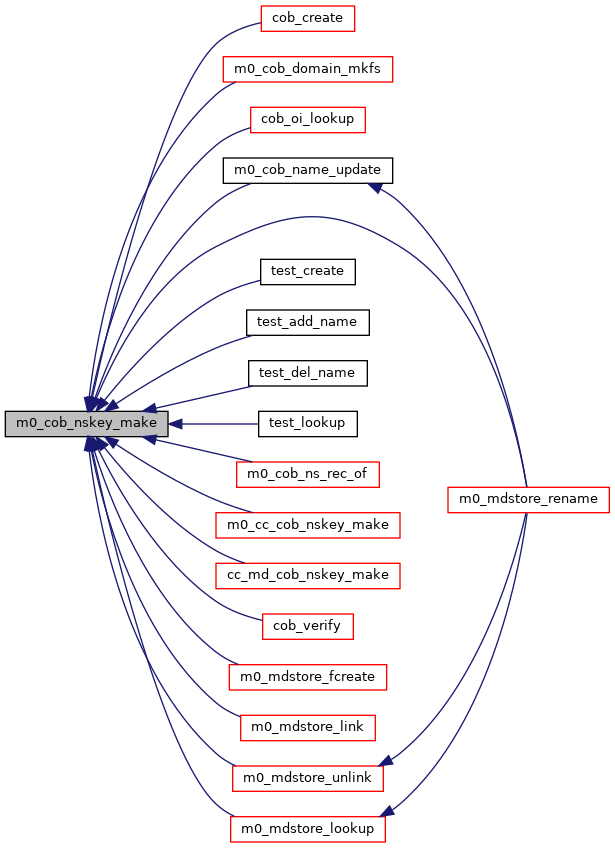 cob_create
m0_cob_domain_mkfs
cob_oi_lookup
m0_cob_name_update
test_create
test_add_name
test_del_name
m0_cob_nskey_make
test_lookup
m0_cob_ns_rec_of
m0_mdstore_rename
m0_cc_cob_nskey_make
cc_md_cob_nskey_make
cob_verify
m0_mdstore_fcreate
m0_mdstore_link
m0_mdstore_unlink
m0_mdstore_lookup